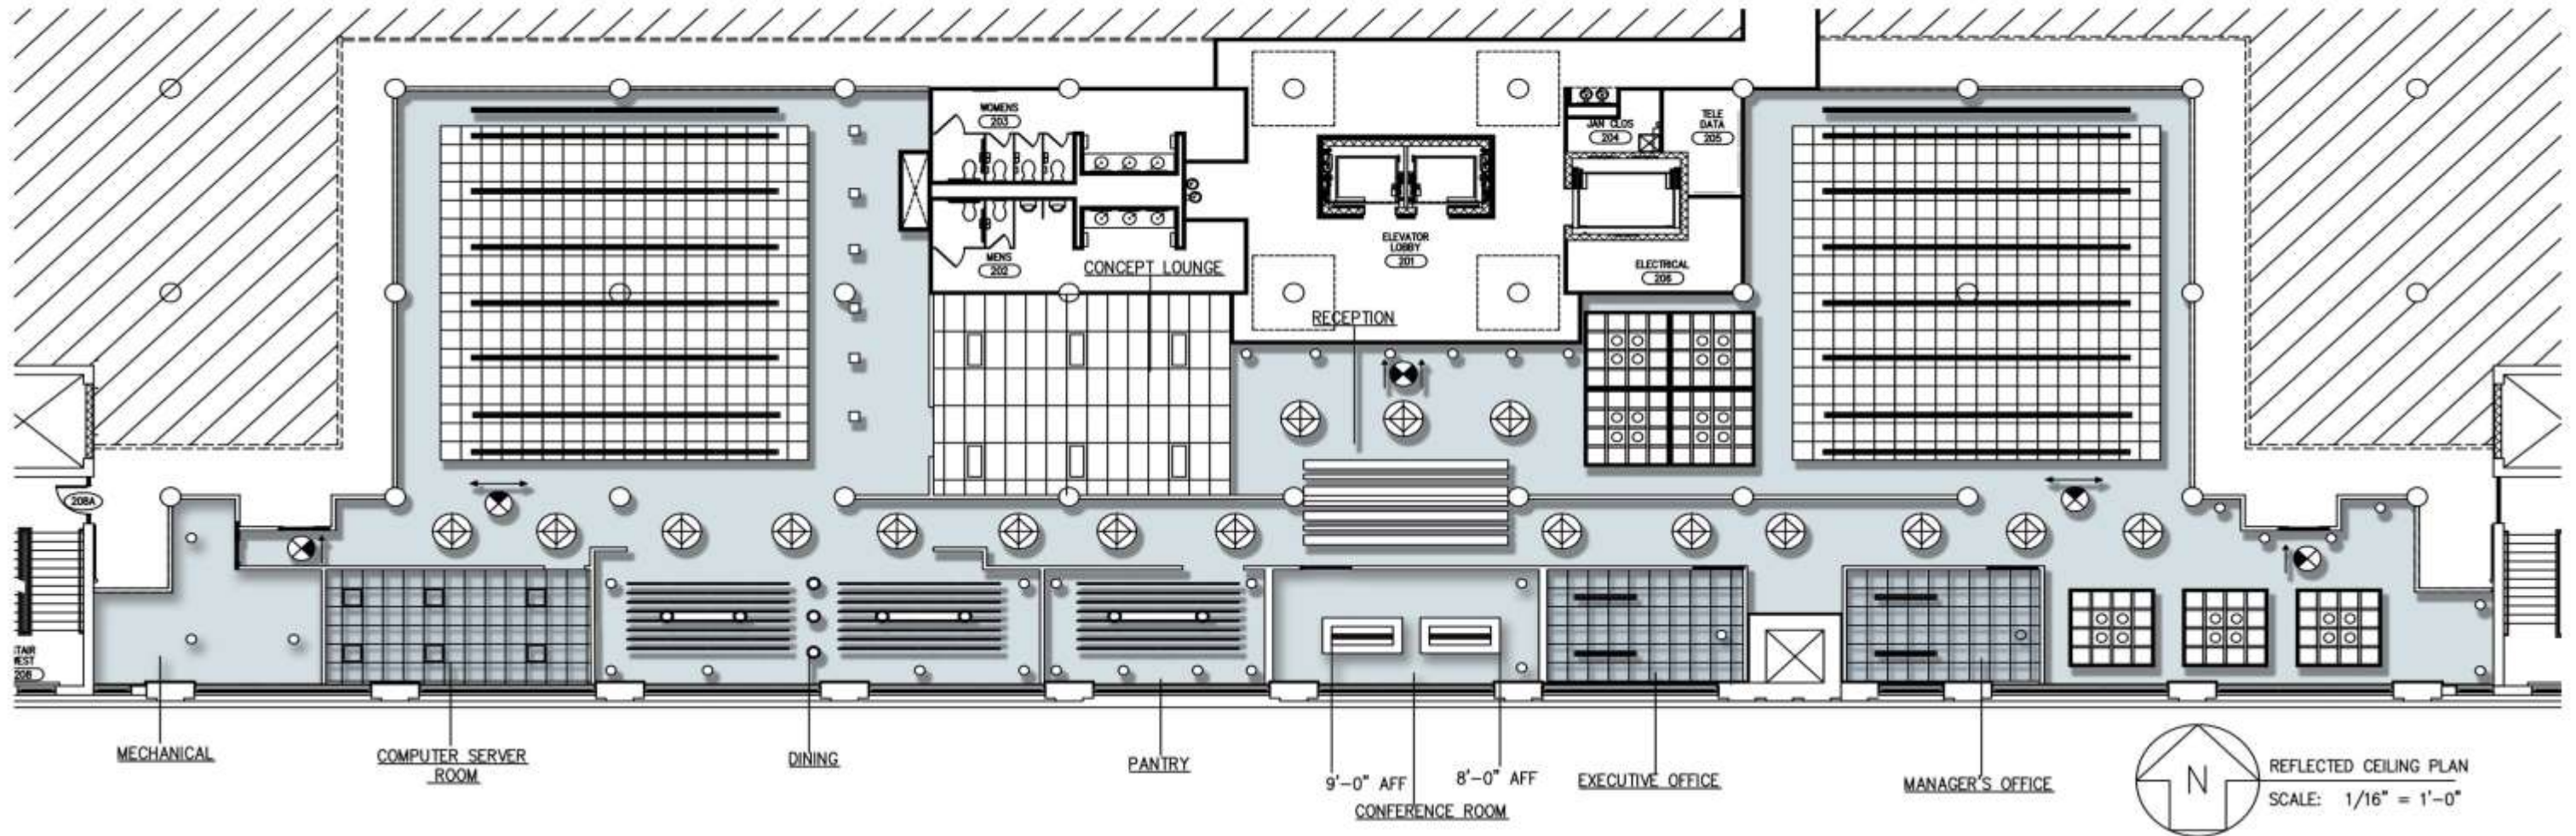 WOMENS
203
MENS
202
CONCEPT LOUNGE
ELEVATOR
LOBBY
201
RECEPTION
JAN CLOS
204
TELE
DATA
205
ELECTRICAL
206
208A
WEST
208
MECHANICAL
COMPUTER SERVER
ROOM
DINING
PANTRY
9'-0" AFF
8'-0" AFF
CONFERENCE ROOM
EXECUTIVE OFFICE
MANAGER'S OFFICE
N
REFLECTED CEILING PLAN
SCALE: 1/16" = 1'-0"